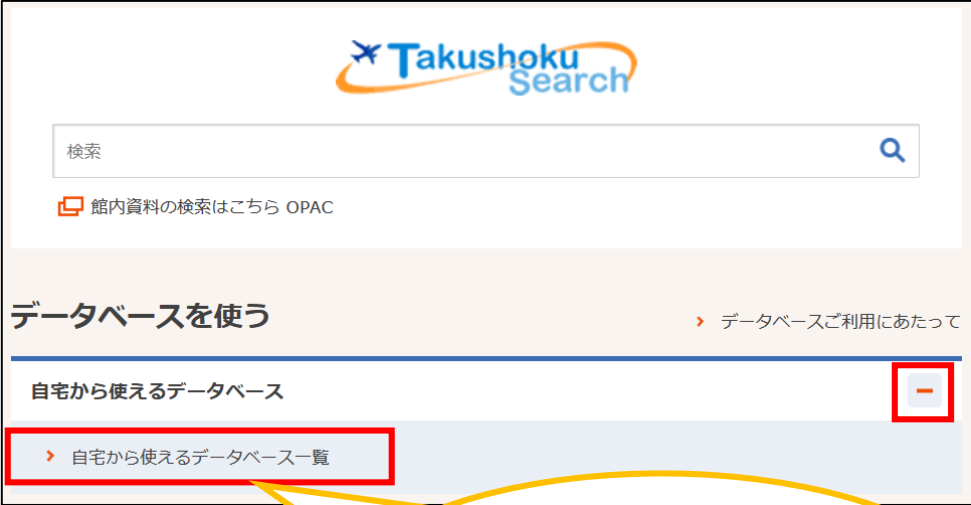 Takushoku
Search
検索
館内資料の検索はこちら OPAC
データベースを使う
データベースご利用にあたって
自宅から使えるデータベース
自宅から使えるデータベース一覧